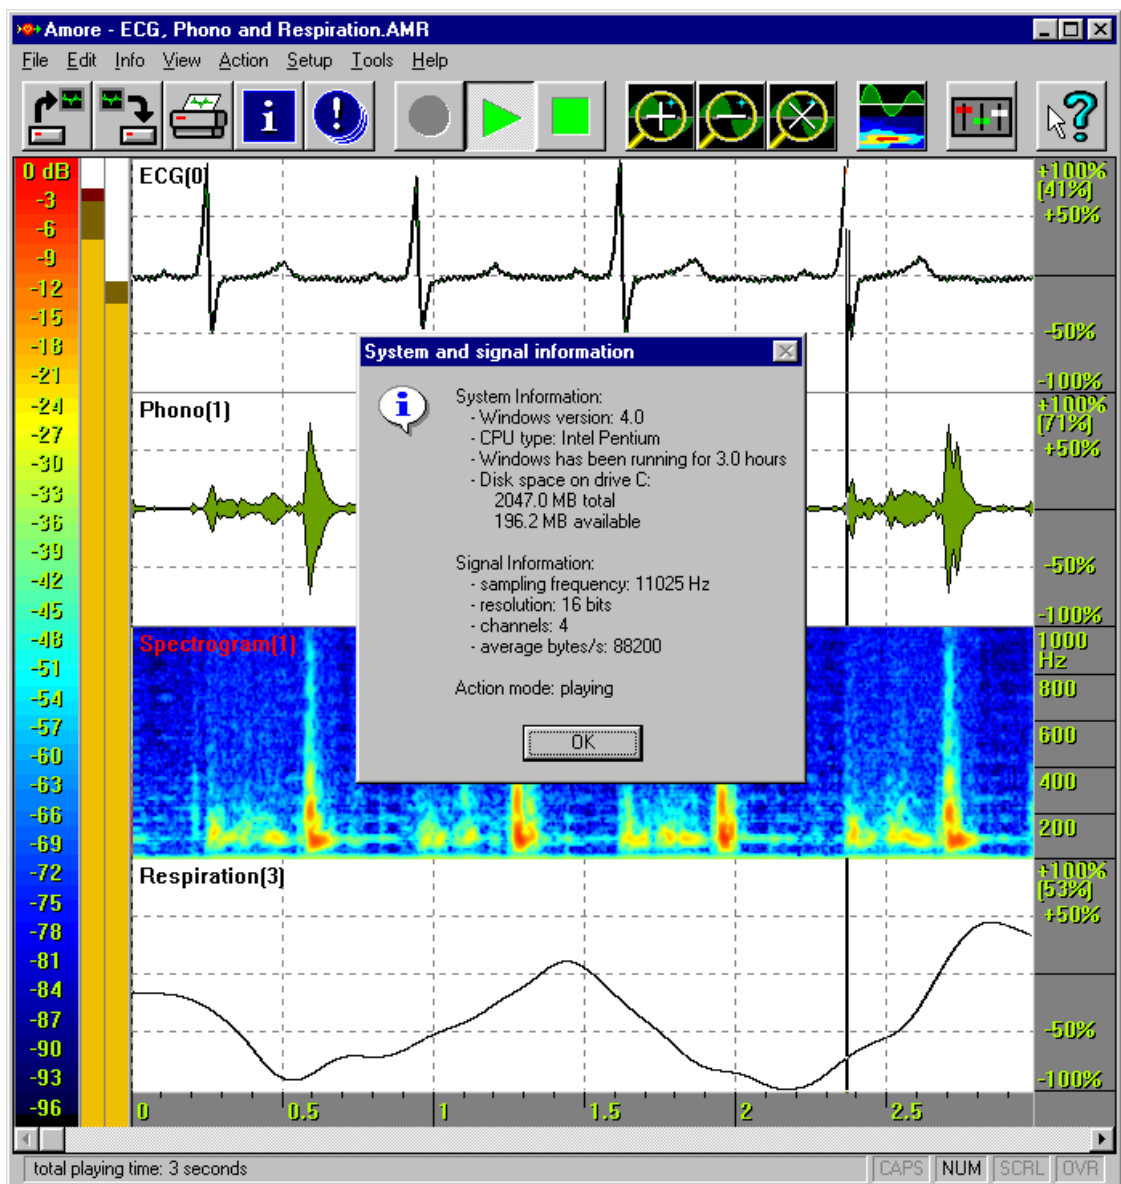 Amore - ECG, Phono and Respiration.AMR
File Edit Info View Action Setup Tools Help
0 dB
-3
-6
-9
-12
-15
-18
-21
-24
-27
-30
-33
-36
-39
-42
-45
-48
-51
-54
-57
-60
-63
-66
-69
-72
-75
-78
-81
-84
-87
-90
-93
-96
ECG(0)
+100%
(41%)
+50%
-50%
-100%
Phono(1)
+100%
(71%)
+50%
-50%
-100%
System and signal information
System Information:
- Windows version: 4.0
- CPU type: Intel Pentium
- Windows has been running for 3.0 hours
- Disk space on drive C:
2047.0 MB total
196.2 MB available
Signal Information:
- sampling frequency: 11025 Hz
- resolution: 16 bits
- channels: 4
- average bytes/s: 88200
Action mode: playing
OK
Spectrogram(1)
1000
Hz
800
600
400
200
Respiration(3)
+100%
(53%)
+50%
-50%
-100%
0 0.5 1 1.5 2 2.5
total playing time: 3 seconds
CAPS NUM SCRL OVR